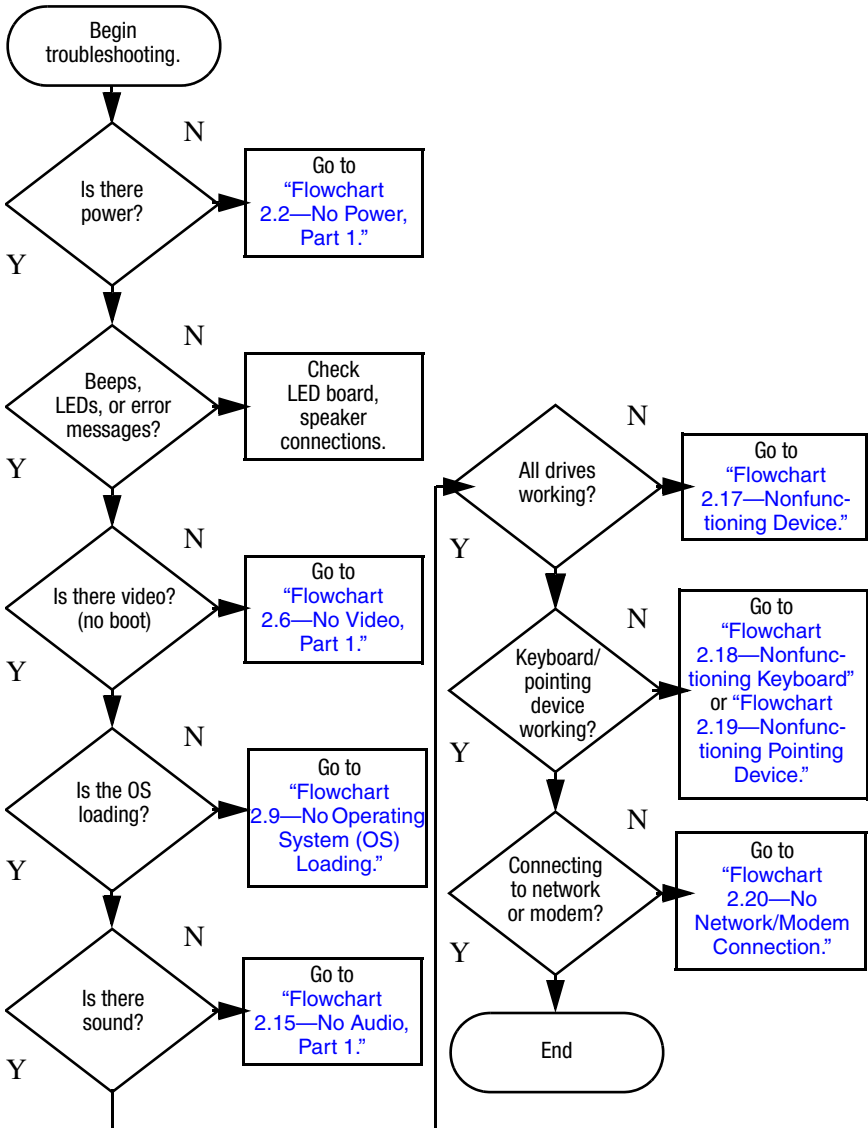 Begin
troubleshooting.
N
Is there
power?
Go to
“Flowchart
2.2—No Power,
Part 1.”
Y
N
Beeps,
LEDs, or error
messages?
Check
LED board,
speaker
connections.
Y
N
Is there video?
(no boot)
Go to
“Flowchart
2.6—No Video,
Part 1.”
Y
N
Is the OS
loading?
Go to
“Flowchart
2.9—No Operating
System (OS)
Loading.”
Y
N
Is there
sound?
Go to
“Flowchart
2.15—No Audio,
Part 1.”
Y
N
All drives
working?
Go to
“Flowchart
2.17—Nonfunc-
tioning Device.”
Y
N
Keyboard/
pointing
device
working?
Go to
“Flowchart
2.18—Nonfunc-
tioning Keyboard”
or “Flowchart
2.19—Nonfunc-
tioning Pointing
Device.”
Y
N
Connecting
to network
or modem?
Go to
“Flowchart
2.20—No
Network/Modem
Connection.”
Y
End